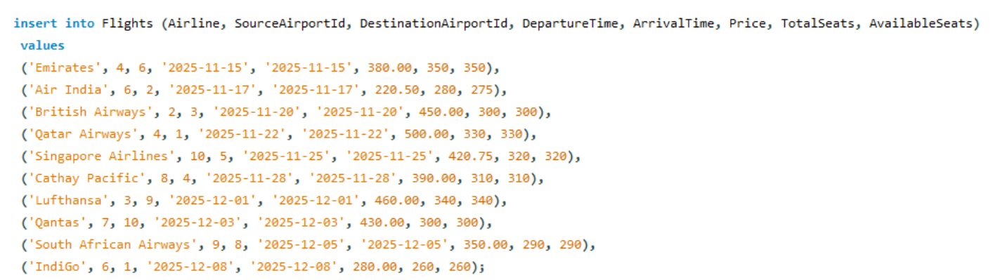 insert into Flights (Airline, SourceAirportId, DestinationAirportId, DepartureTime, ArrivalTime, Price, TotalSeats, AvailableSeats)
values
('Emirates', 4, 6, '2025-11-15', '2025-11-15', 380.00, 350, 350),
('Air India', 6, 2, '2025-11-17', '2025-11-17', 220.50, 280, 275),
('British Airways', 2, 3, '2025-11-20', '2025-11-20', 450.00, 300, 300),
('Qatar Airways', 4, 1, '2025-11-22', '2025-11-22', 500.00, 330, 330),
('Singapore Airlines', 10, 5, '2025-11-25', '2025-11-25', 420.75, 320, 320),
('Cathay Pacific', 8, 4, '2025-11-28', '2025-11-28', 390.00, 310, 310),
('Lufthansa', 3, 9, '2025-12-01', '2025-12-01', 460.00, 340, 340),
('Qantas', 7, 10, '2025-12-03', '2025-12-03', 430.00, 300, 300),
('South African Airways', 9, 8, '2025-12-05', '2025-12-05', 350.00, 290, 290),
('IndiGo', 6, 1, '2025-12-08', '2025-12-08', 280.00, 260, 260);